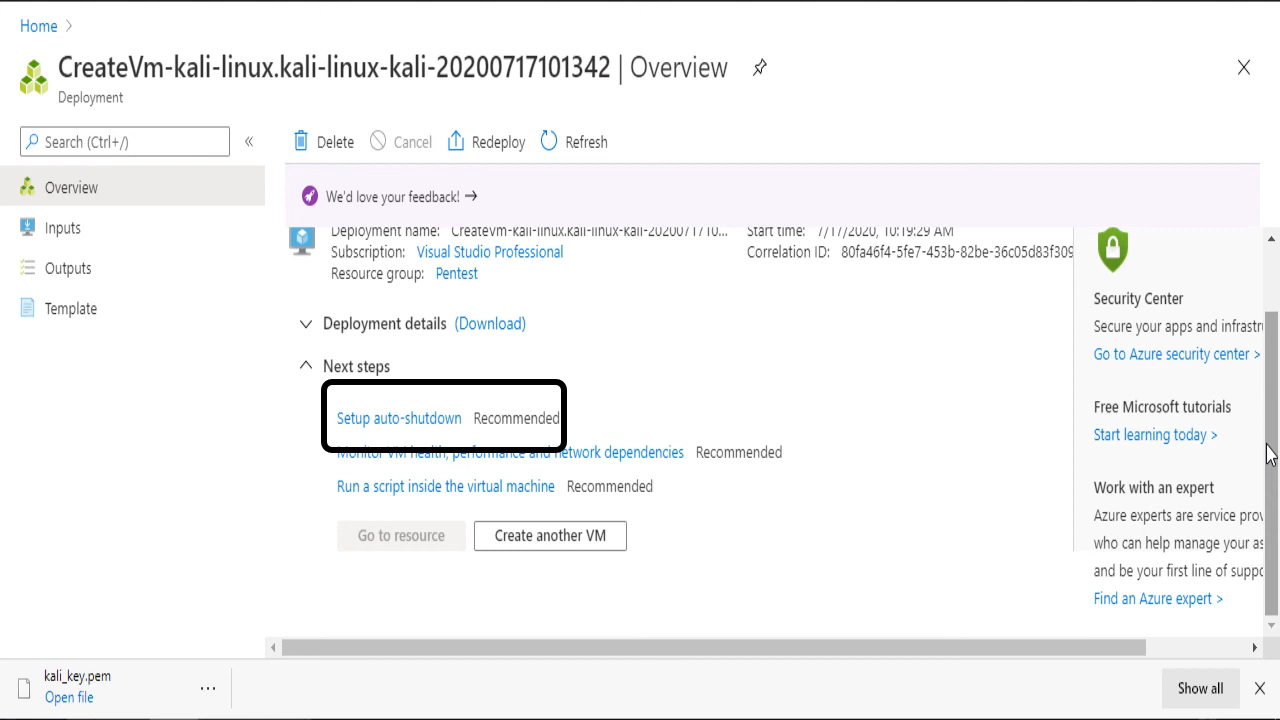 Home
CreateVm-kali-linux.kali-linux-kali-20200717101342 | Overview
Deployment
Search (Ctrl+/)
«
Delete
Cancel
Redeploy
Refresh
Overview
Inputs
Outputs
Template
We'd love your feedback! →
Deployment name: CreateVm-kali-linux.kali-linux-kali-2020071710...
Subscription: Visual Studio Professional
Resource group: Pentest
Start time: 7/17/2020, 10:19:29 AM
Correlation ID: 80fa46f4-5fe7-453b-82be-36c05d83f309
Deployment details (Download)
Next steps
Setup auto-shutdown Recommended
Monitor VM health, performance and network dependencies Recommended
Run a script inside the virtual machine Recommended
Go to resource
Create another VM
Security Center
Secure your apps and infrastr
Go to Azure security center >
Free Microsoft tutorials
Start learning today >
Work with an expert
Azure experts are service prov
who can help manage your as
and be your first line of suppo
Find an Azure expert >
kali_key.pem
Open file
...
Show all